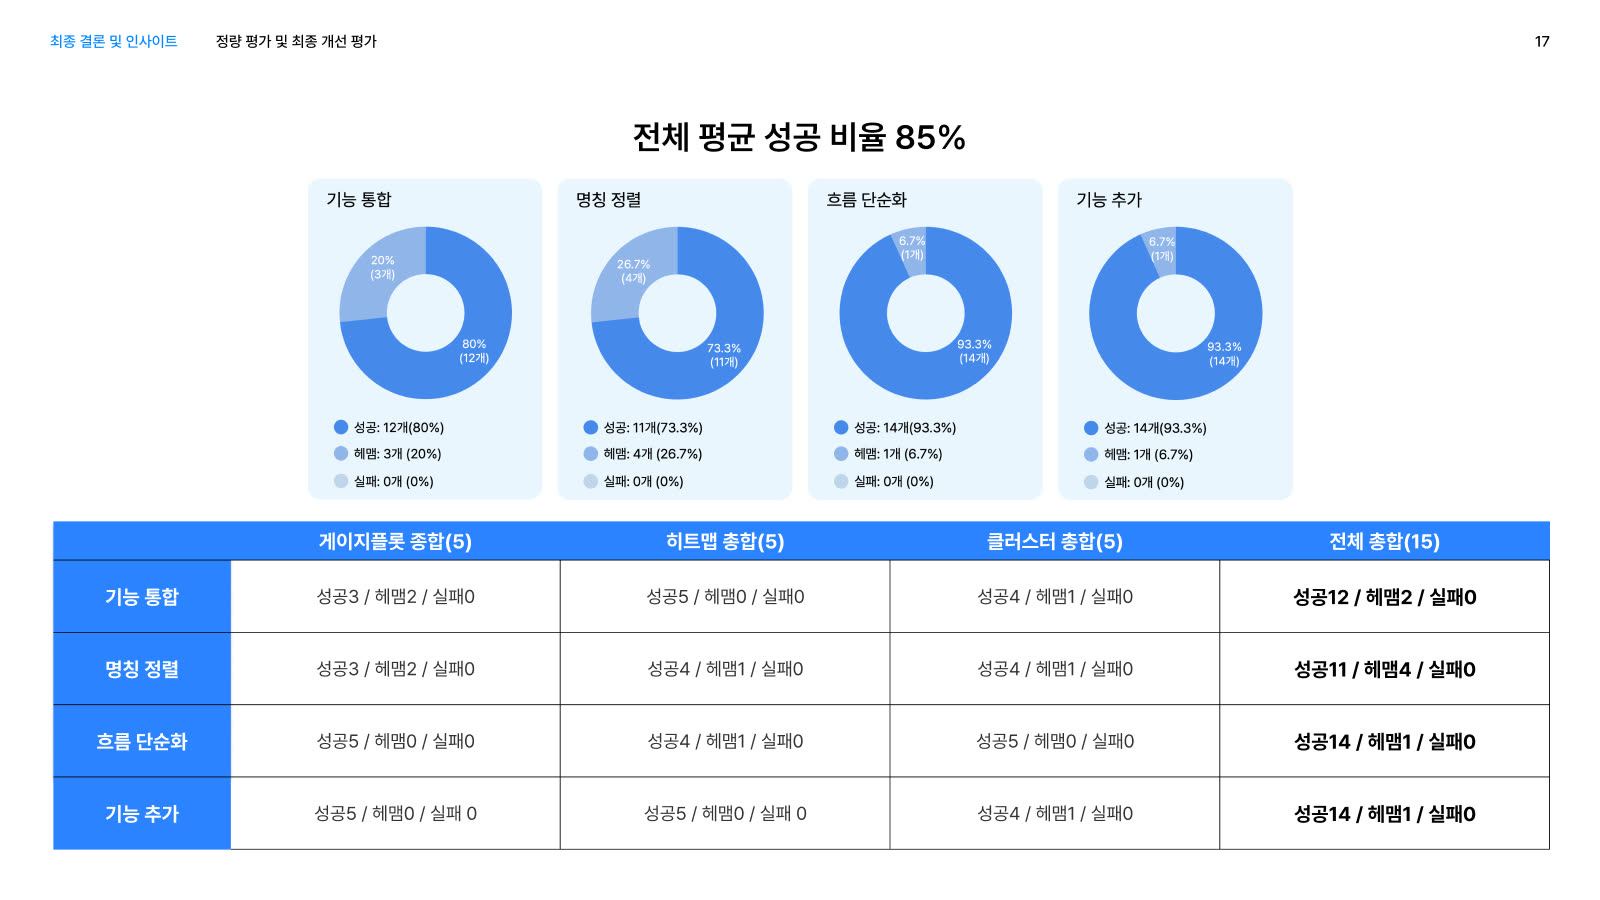 최종 결론 및 인사이트 정량 평가 및 최종 개선 평가 17
전체 평균 성공 비율 85%
기능 통합
20%
(3개)
80%
(12개)
성공: 12개(80%)
헤맴: 3개 (20%)
실패: 0개 (0%)
명칭 정렬
26.7%
(4개)
73.3%
(11개)
성공: 11개(73.3%)
헤맴: 4개 (26.7%)
실패: 0개 (0%)
흐름 단순화
6.7%
(1개)
93.3%
(14개)
성공: 14개(93.3%)
헤맴: 1개 (6.7%)
실패: 0개 (0%)
기능 추가
6.7%
(1개)
93.3%
(14개)
성공: 14개(93.3%)
헤맴: 1개 (6.7%)
실패: 0개 (0%)
게이지플롯 종합(5) 히트맵 총합(5) 클러스터 총합(5) 전체 총합(15)
기능 통합 성공3 / 헤맴2 / 실패0 성공5 / 헤맴0 / 실패0 성공4 / 헤맴1 / 실패0 성공12 / 헤맴2 / 실패0
명칭 정렬 성공3 / 헤맴2 / 실패0 성공4 / 헤맴1 / 실패0 성공4 / 헤맴1 / 실패0 성공11 / 헤맴4 / 실패0
흐름 단순화 성공5 / 헤맴0 / 실패0 성공4 / 헤맴1 / 실패0 성공5 / 헤맴0 / 실패0 성공14 / 헤맴1 / 실패0
기능 추가 성공5 / 헤맴0 / 실패 0 성공5 / 헤맴0 / 실패 0 성공4 / 헤맴1 / 실패0 성공14 / 헤맴1 / 실패0